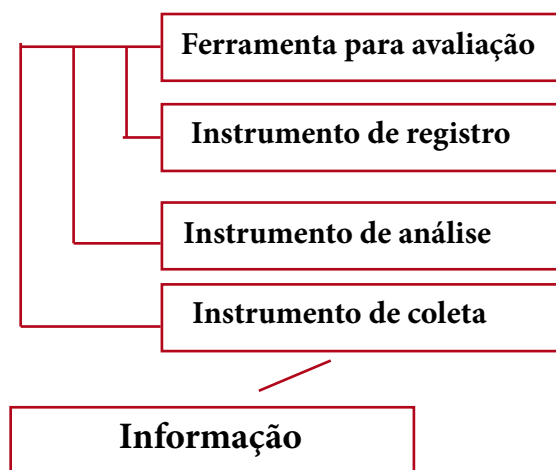 Ferramenta para avaliação
Instrumento de registro
Instrumento de análise
Instrumento de coleta
Informação